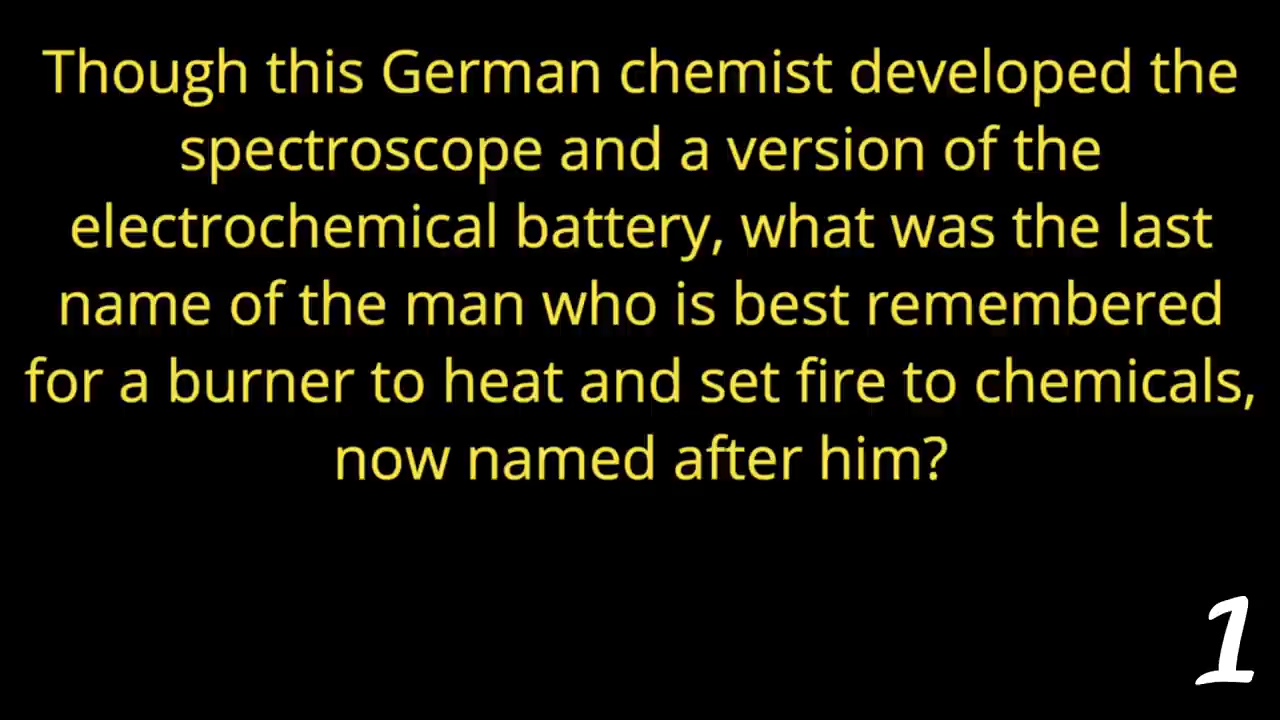 Though this German chemist developed the
spectroscope and a version of the
electrochemical battery, what was the last
name of the man who is best remembered
for a burner to heat and set fire to chemicals,
now named after him?
1